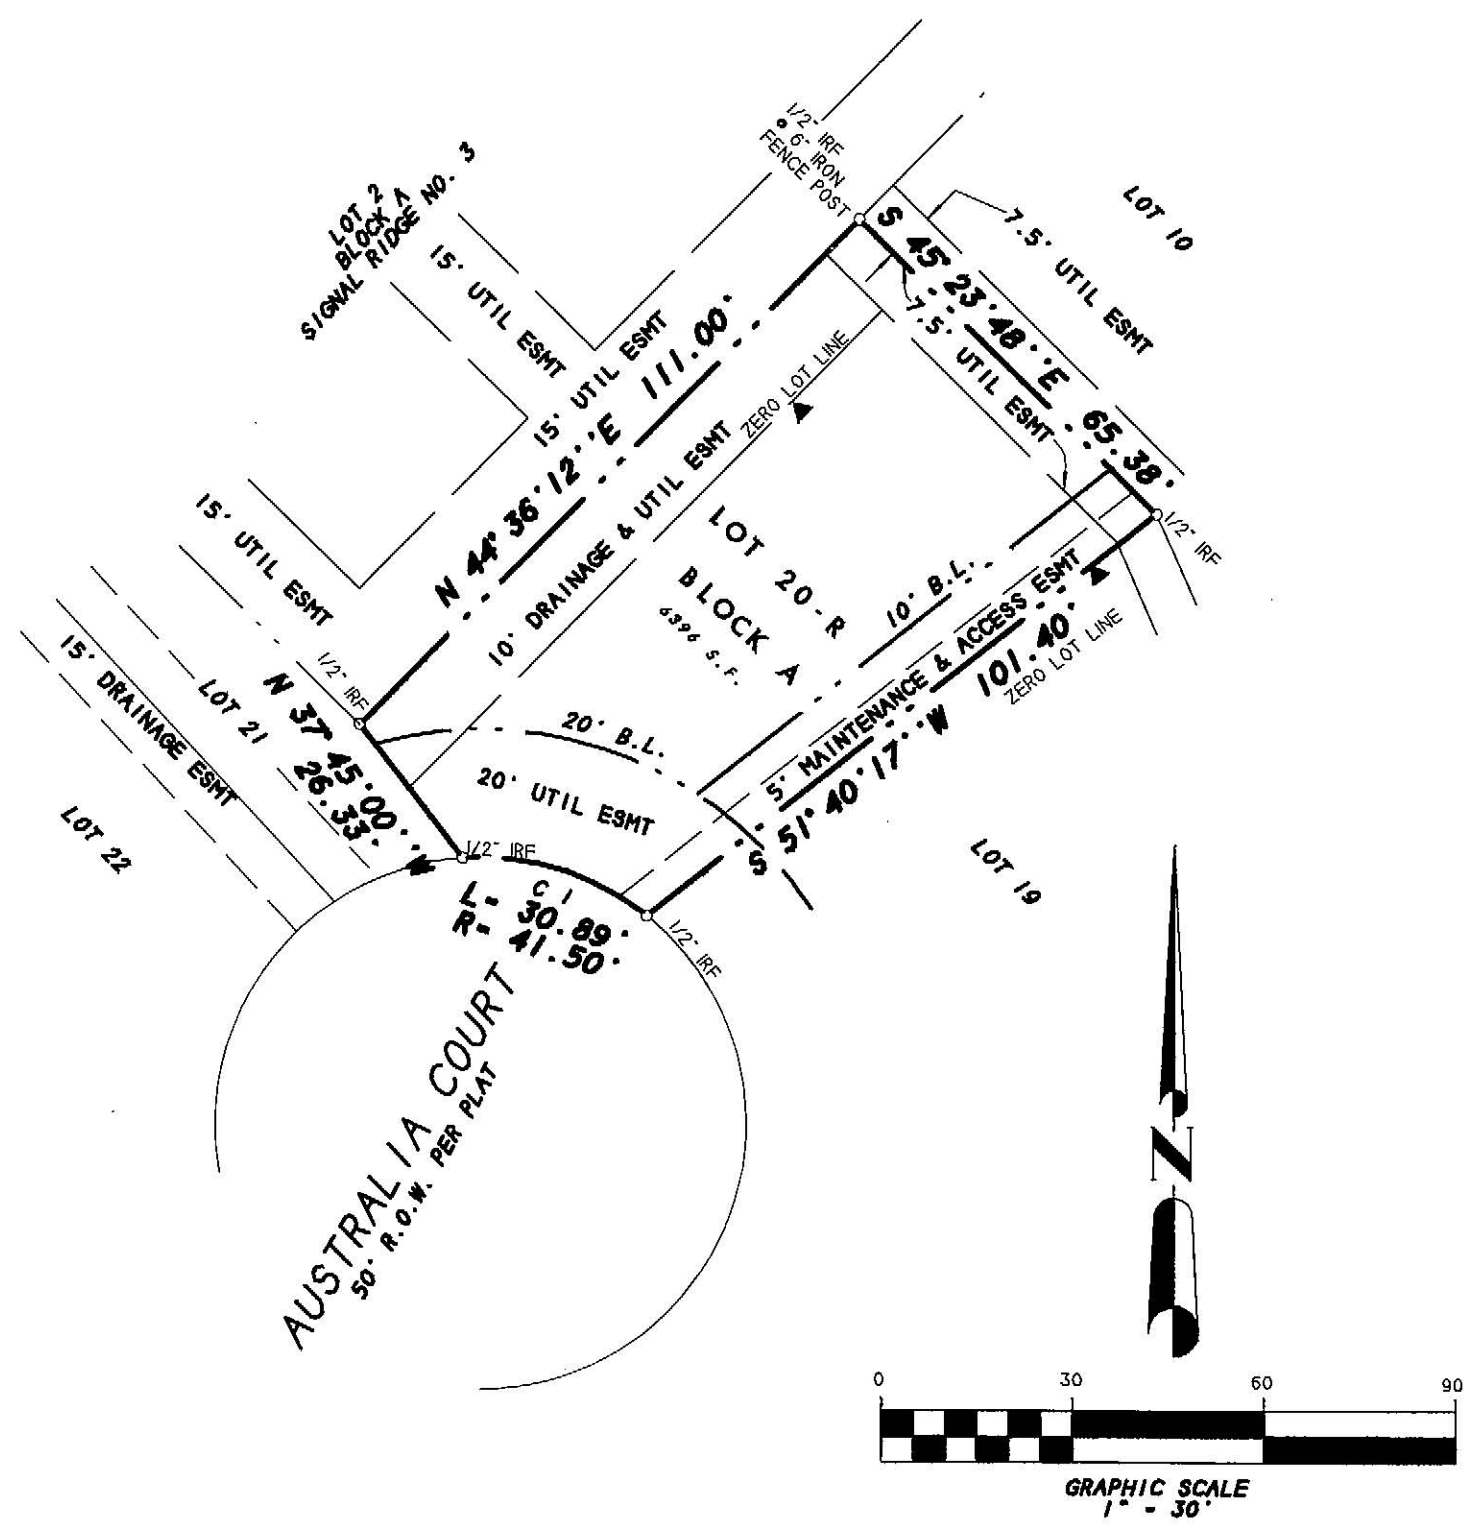 1/2" IRF
6" IRON
FENCE POST
LOT 2
BLOCK A
SIGNAL RIDGE NO. 3
15' UTIL ESMT
LOT 10
7.5' UTIL ESMT
S 45° 23' 48''E 65.38'
7.5' UTIL ESMT
15' UTIL ESMT
N 44° 36' 12''E 111.00'
ZERO LOT LINE
10' DRAINAGE & UTIL ESMT
15' UTIL ESMT
LOT 20-R
BLOCK A
6396 S.F.
1/2" IRF
10' B.L.
5' MAINTENANCE & ACCESS ESMT
S 51° 40' 17''W 101.40'
ZERO LOT LINE
1/2" IRF
15' DRAINAGE ESMT
LOT 21
N 37° 45' 00''W
26.33'
20' B.L.
20' UTIL ESMT
LOT 22
LOT 19
1/2" IRF
C 1
L= 30.89'
R= 41.50'
1/2" IRF
AUSTRALIA COURT
50' R.O.W. PER PLAT
N
0 30 60 90
GRAPHIC SCALE
1" = 30'